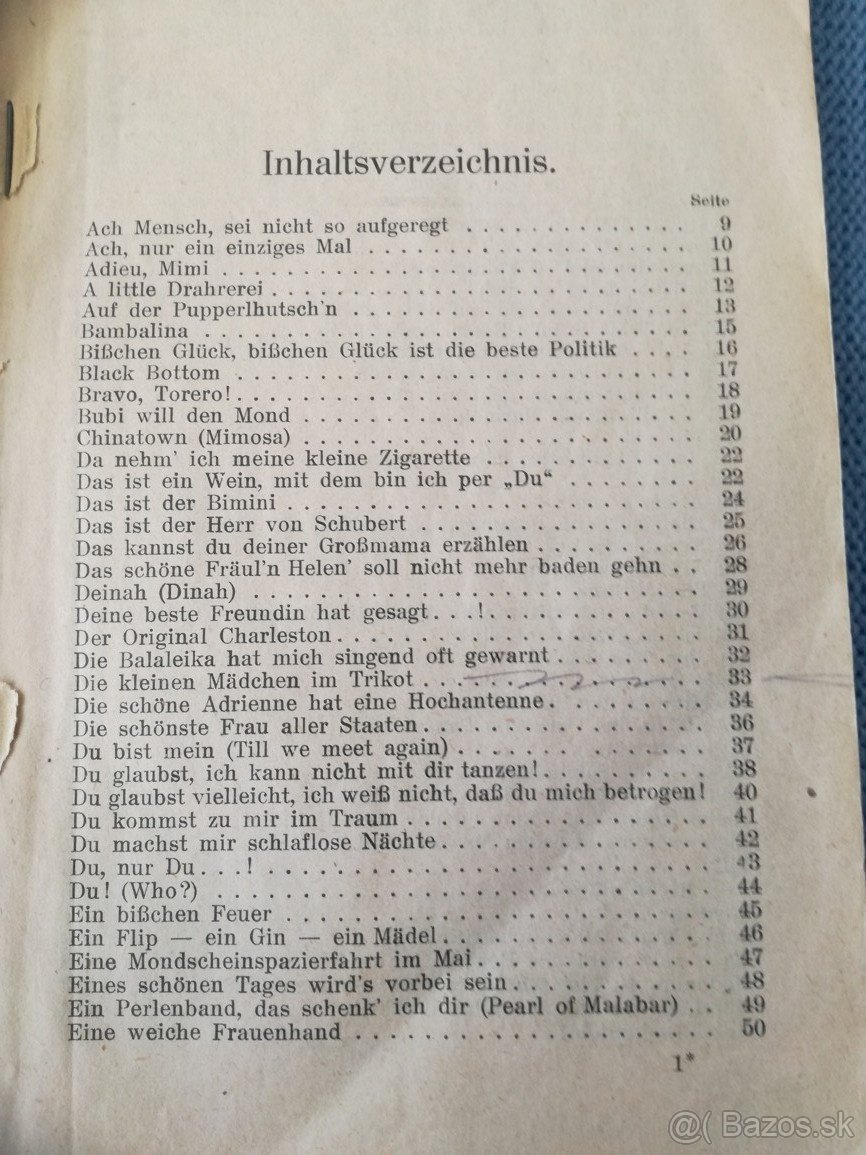 Inhaltsverzeichnis.
Seite
Ach Mensch, sei nicht so aufgeregt . . . . . . . . . . . . . 9
Ach, nur ein einziges Mal . . . . . . . . . . . . . . . . . . 10
Adieu, Mimi . . . . . . . . . . . . . . . . . . . . . . . . . 11
A little Drahrerei . . . . . . . . . . . . . . . . . . . . . 12
Auf der Pupperlhutsch'n . . . . . . . . . . . . . . . . . . 13
Bambalina . . . . . . . . . . . . . . . . . . . . . . . . . 15
Bißchen Glück, bißchen Glück ist die beste Politik . . . . 16
Black Bottom . . . . . . . . . . . . . . . . . . . . . . . . 17
Bravo, Torero! . . . . . . . . . . . . . . . . . . . . . . . 18
Bubi will den Mond . . . . . . . . . . . . . . . . . . . . . 19
Chinatown (Mimosa) . . . . . . . . . . . . . . . . . . . . . 20
Da nehm' ich meine kleine Zigarette . . . . . . . . . . . . 22
Das ist ein Wein, mit dem bin ich per „Du“ . . . . . . . . 22
Das ist der Bimini . . . . . . . . . . . . . . . . . . . . . 24
Das ist der Herr von Schubert . . . . . . . . . . . . . . . 25
Das kannst du deiner Großmama erzählen . . . . . . . . . . 26
Das schöne Fräul'n Helen' soll nicht mehr baden gehn . . 28
Deinah (Dinah) . . . . . . . . . . . . . . . . . . . . . . . 29
Deine beste Freundin hat gesagt. . .! . . . . . . . . . . . 30
Der Original Charleston . . . . . . . . . . . . . . . . . . 31
Die Balaleika hat mich singend oft gewarnt . . . . . . . . 32
Die kleinen Mädchen im Trikot . . . . . . . . . . . . . . . 33
Die schöne Adrienne hat eine Hochantenne . . . . . . . . . 34
Die schönste Frau aller Staaten . . . . . . . . . . . . . . 36
Du bist mein (Till we meet again) . . . . . . . . . . . . . 37
Du glaubst, ich kann nicht mit dir tanzen! . . . . . . . . 38
Du glaubst vielleicht, ich weiß nicht, daß du mich betrogen! 40
Du kommst zu mir im Traum . . . . . . . . . . . . . . . . . 41
Du machst mir schlaflose Nächte . . . . . . . . . . . . . . 42
Du, nur Du. . . ! . . . . . . . . . . . . . . . . . . . . . 43
Du! (Who?) . . . . . . . . . . . . . . . . . . . . . . . . . 44
Ein bißchen Feuer . . . . . . . . . . . . . . . . . . . . . 45
Ein Flip — ein Gin — ein Mädel . . . . . . . . . . . . . . . 46
Eine Mondscheinspazierfahrt im Mai . . . . . . . . . . . . 47
Eines schönen Tages wird's vorbei sein . . . . . . . . . . 48
Ein Perlenband, das schenk' ich dir (Pearl of Malabar) . . 49
Eine weiche Frauenhand . . . . . . . . . . . . . . . . . . . 50
1*
@( Bazos.sk